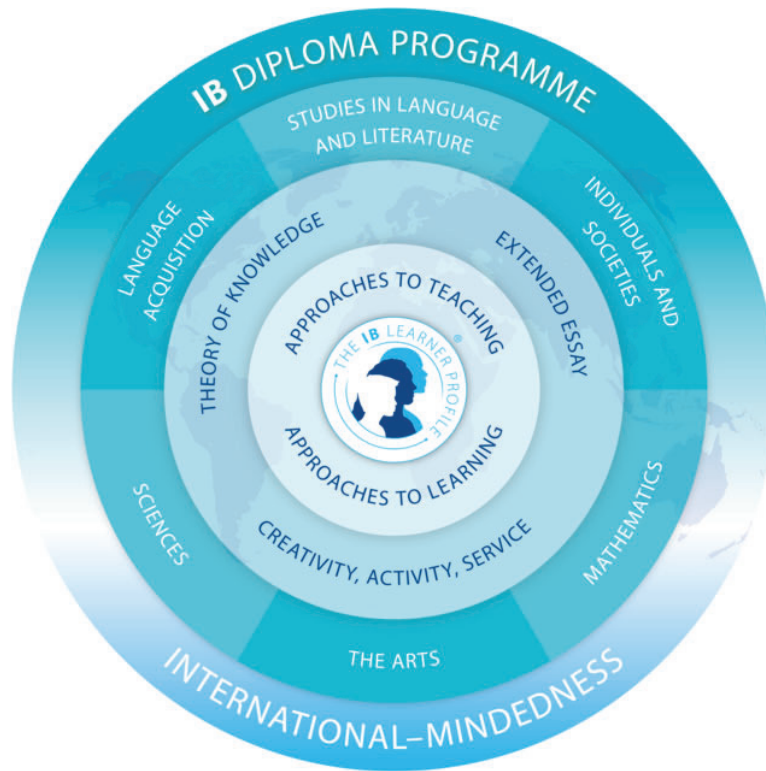 IB DIPLOMA PROGRAMME
STUDIES IN LANGUAGE
AND LITERATURE
LANGUAGE
ACQUISITION
INDIVIDUALS AND
SOCIETIES
THEORY OF KNOWLEDGE
EXTENDED ESSAY
APPROACHES TO TEACHING
THE IB LEARNER PROFILE
®
APPROACHES TO LEARNING
SCIENCES
MATHEMATICS
CREATIVITY, ACTIVITY, SERVICE
THE ARTS
INTERNATIONAL–MINDEDNESS